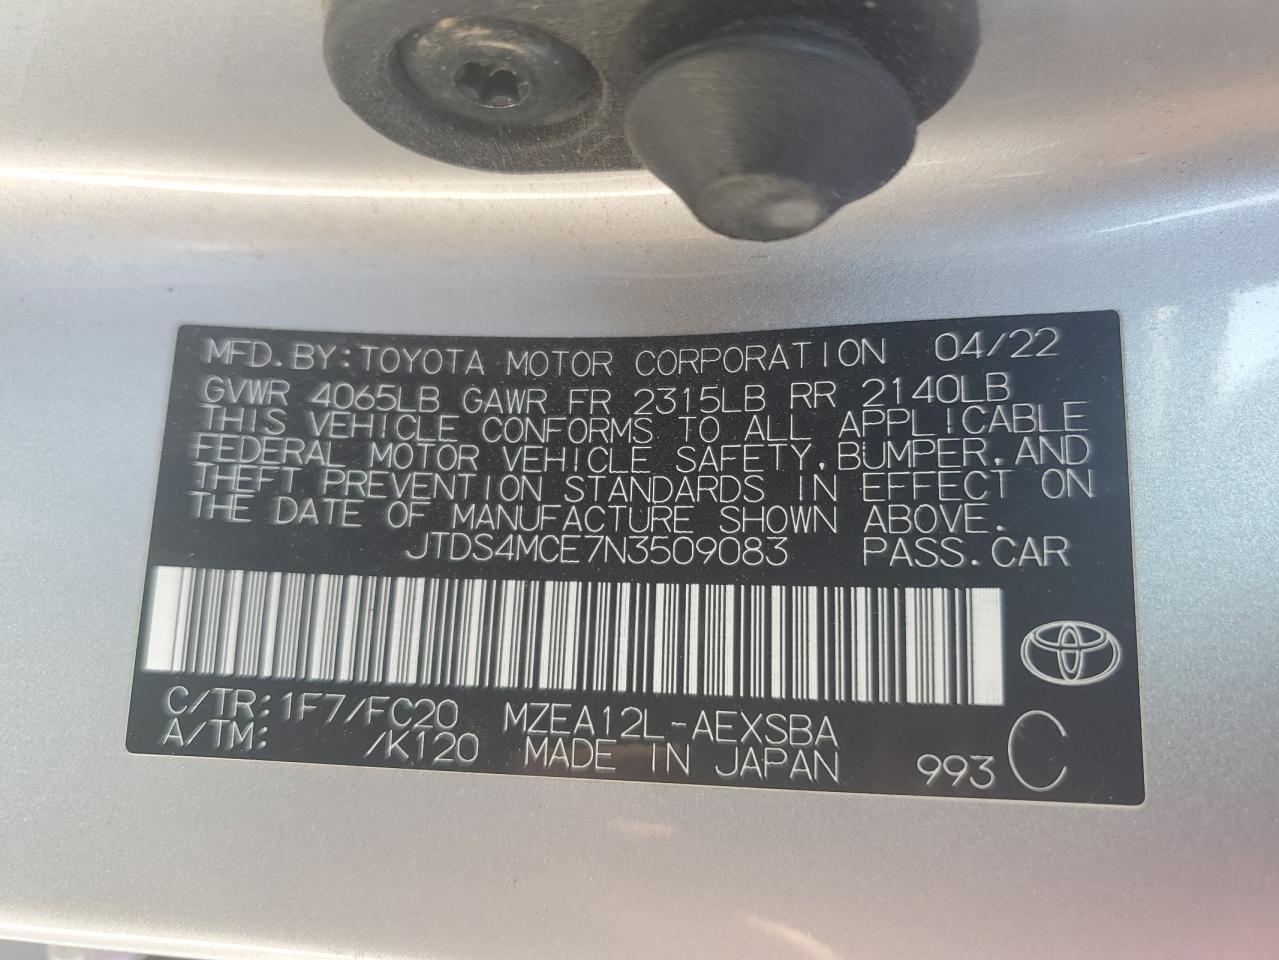 MFD.BY:TOYOTA MOTOR CORPORATION 04/22
GVWR 4065LB GAWR FR 2315LB RR 2140LB
THIS VEHICLE CONFORMS TO ALL APPLICABLE
FEDERAL MOTOR VEHICLE SAFETY,BUMPER,AND
THEFT PREVENTION STANDARDS IN EFFECT ON
THE DATE OF MANUFACTURE SHOWN ABOVE.
JTDS4MCE7N3509083 PASS.CAR
C/TR:1F7/FC20 MZEA12L-AEXSBA
A/TM: /K120 MADE IN JAPAN 993 C